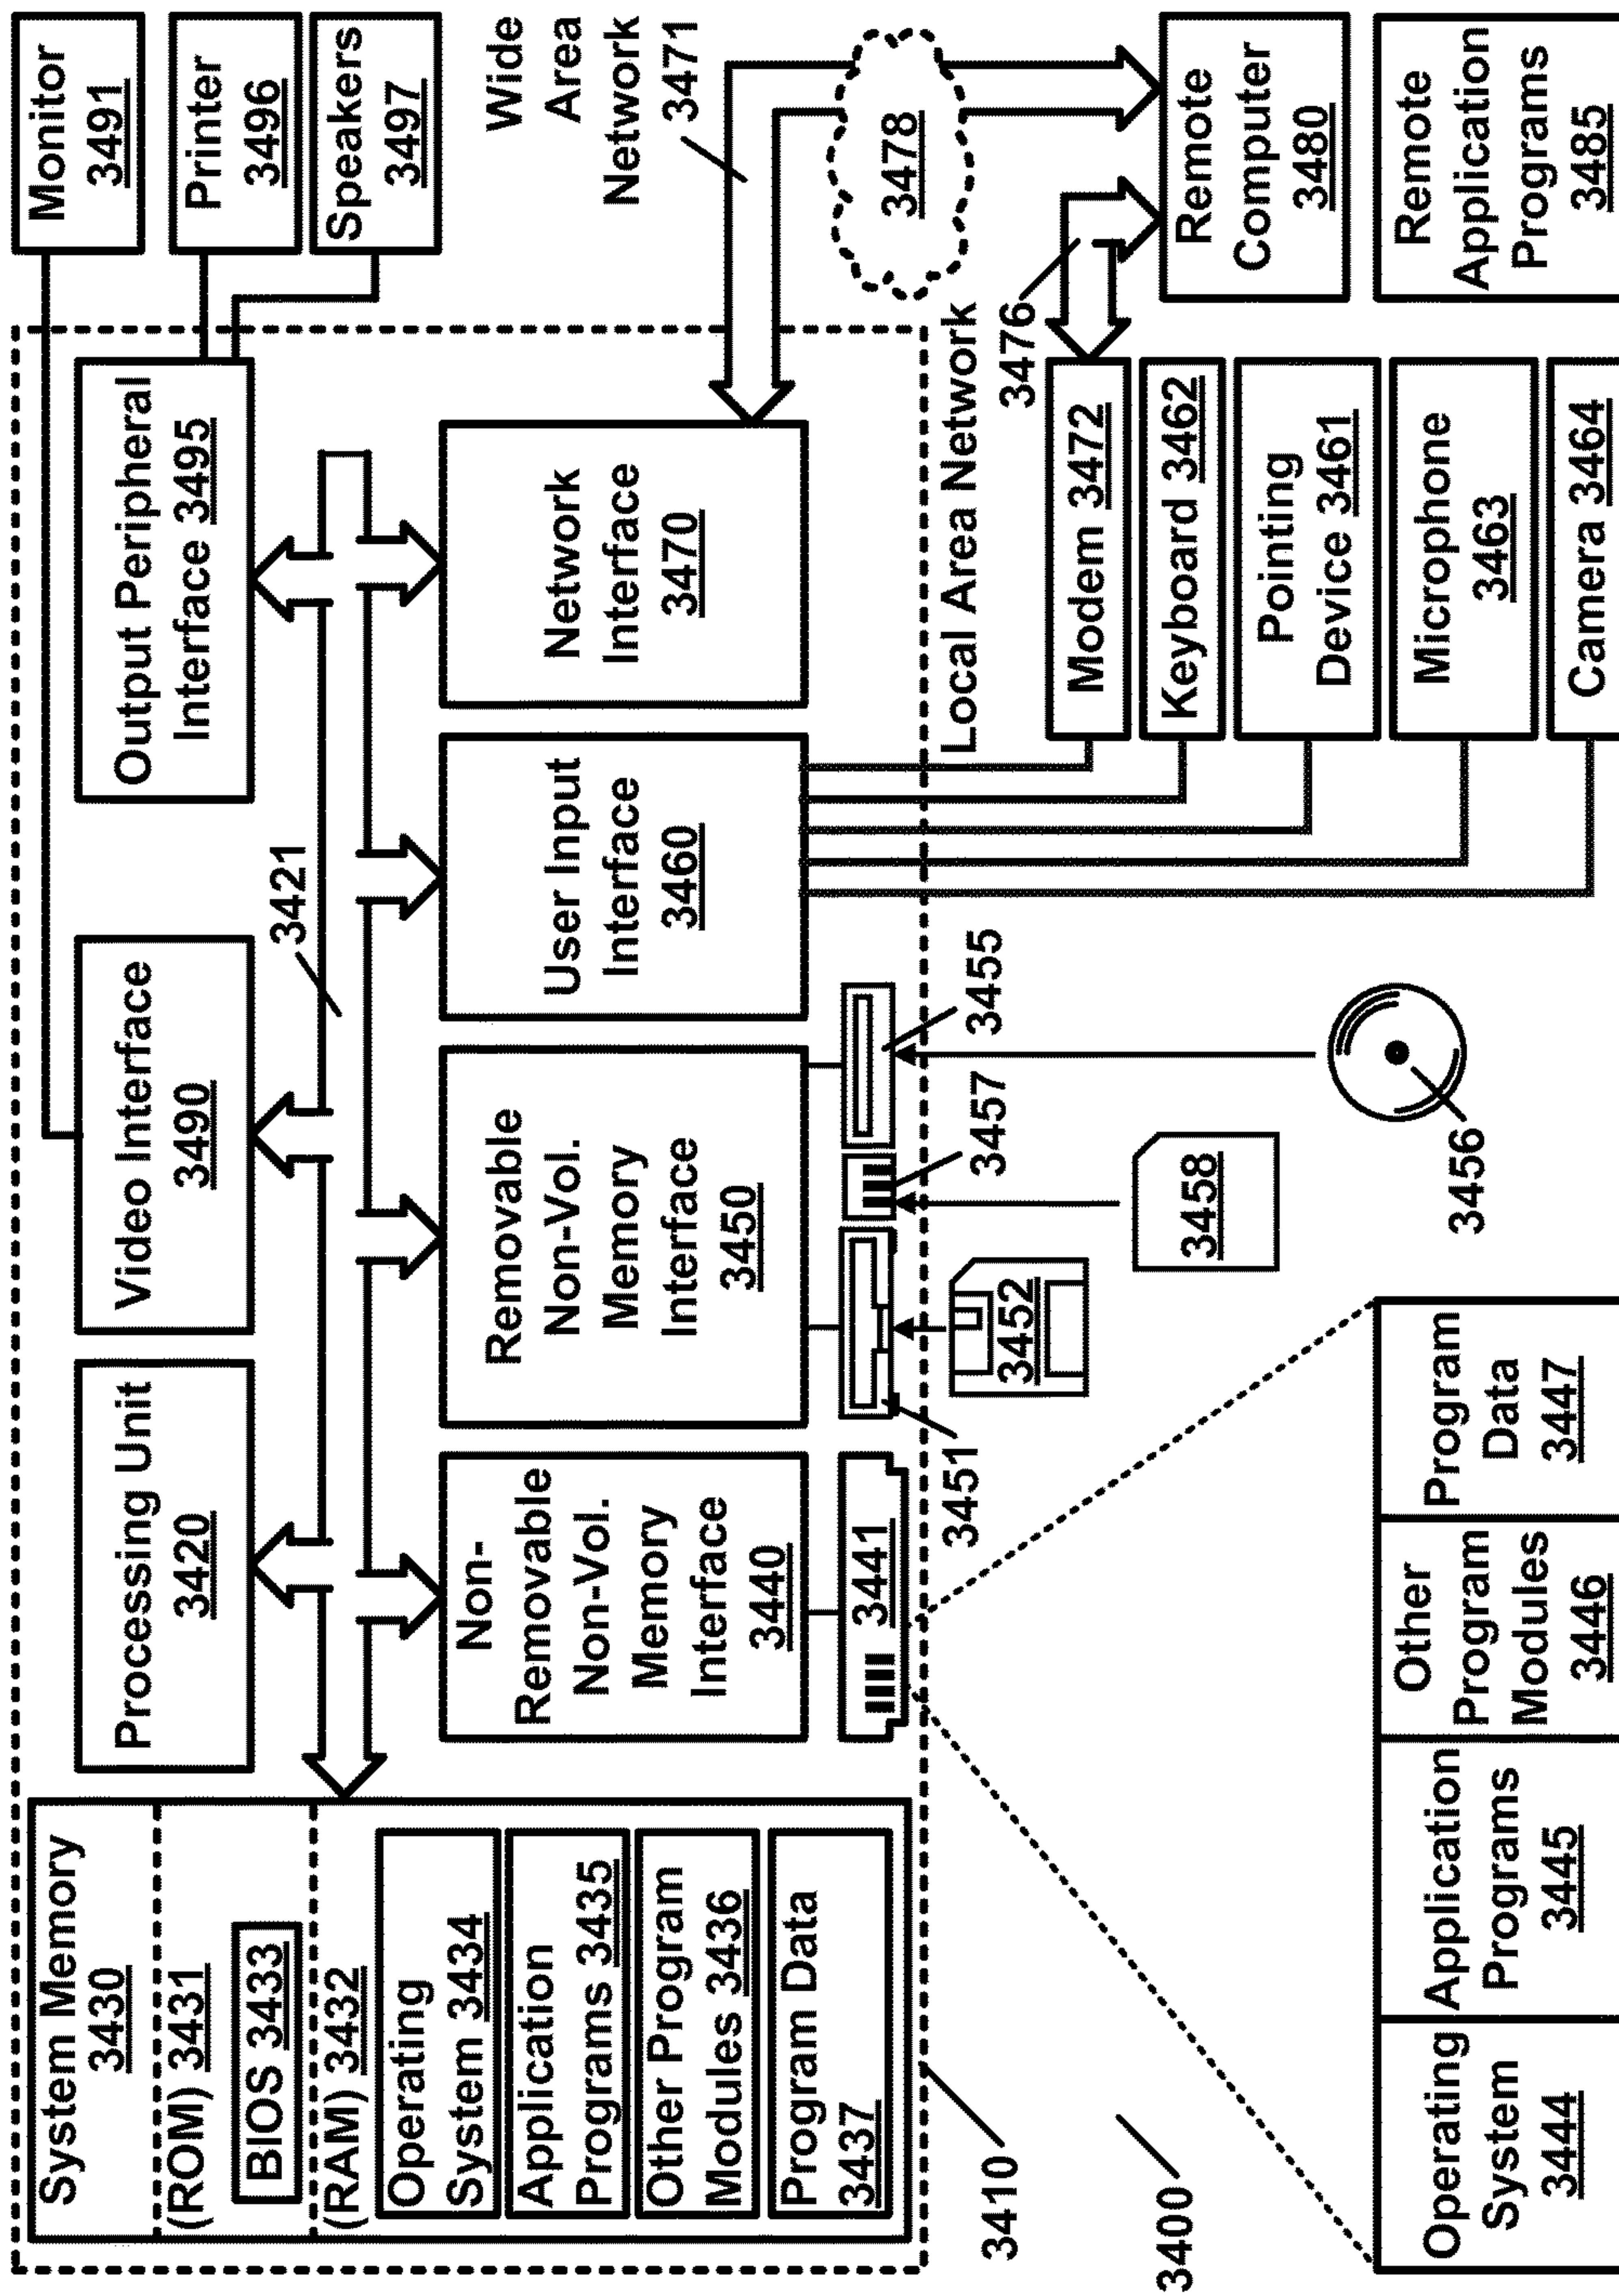 System Memory
3430
(ROM) 3431
BIOS 3433
(RAM) 3432
Operating
System 3434
Application
Programs 3435
Other Program
Modules 3436
Program Data
3437
Processing Unit
3420
Video Interface
3490
Output Peripheral
Interface 3495
Monitor
3491
Printer
3496
Speakers
3497
3421
Non-
Removable
Non-Vol.
Memory
Interface
3440
Removable
Non-Vol.
Memory
Interface
3450
User Input
Interface
3460
Network
Interface
3470
Wide
Area
Network
3471
3478
3441
3451
3452
3457
3455
3458
3456
Local Area Network
3476
Modem 3472
Keyboard 3462
Pointing
Device 3461
Microphone
3463
Camera 3464
Remote
Computer
3480
Remote
Application
Programs
3485
3410
3400
Operating
System
3444
Application
Programs
3445
Other
Program
Modules
3446
Program
Data
3447